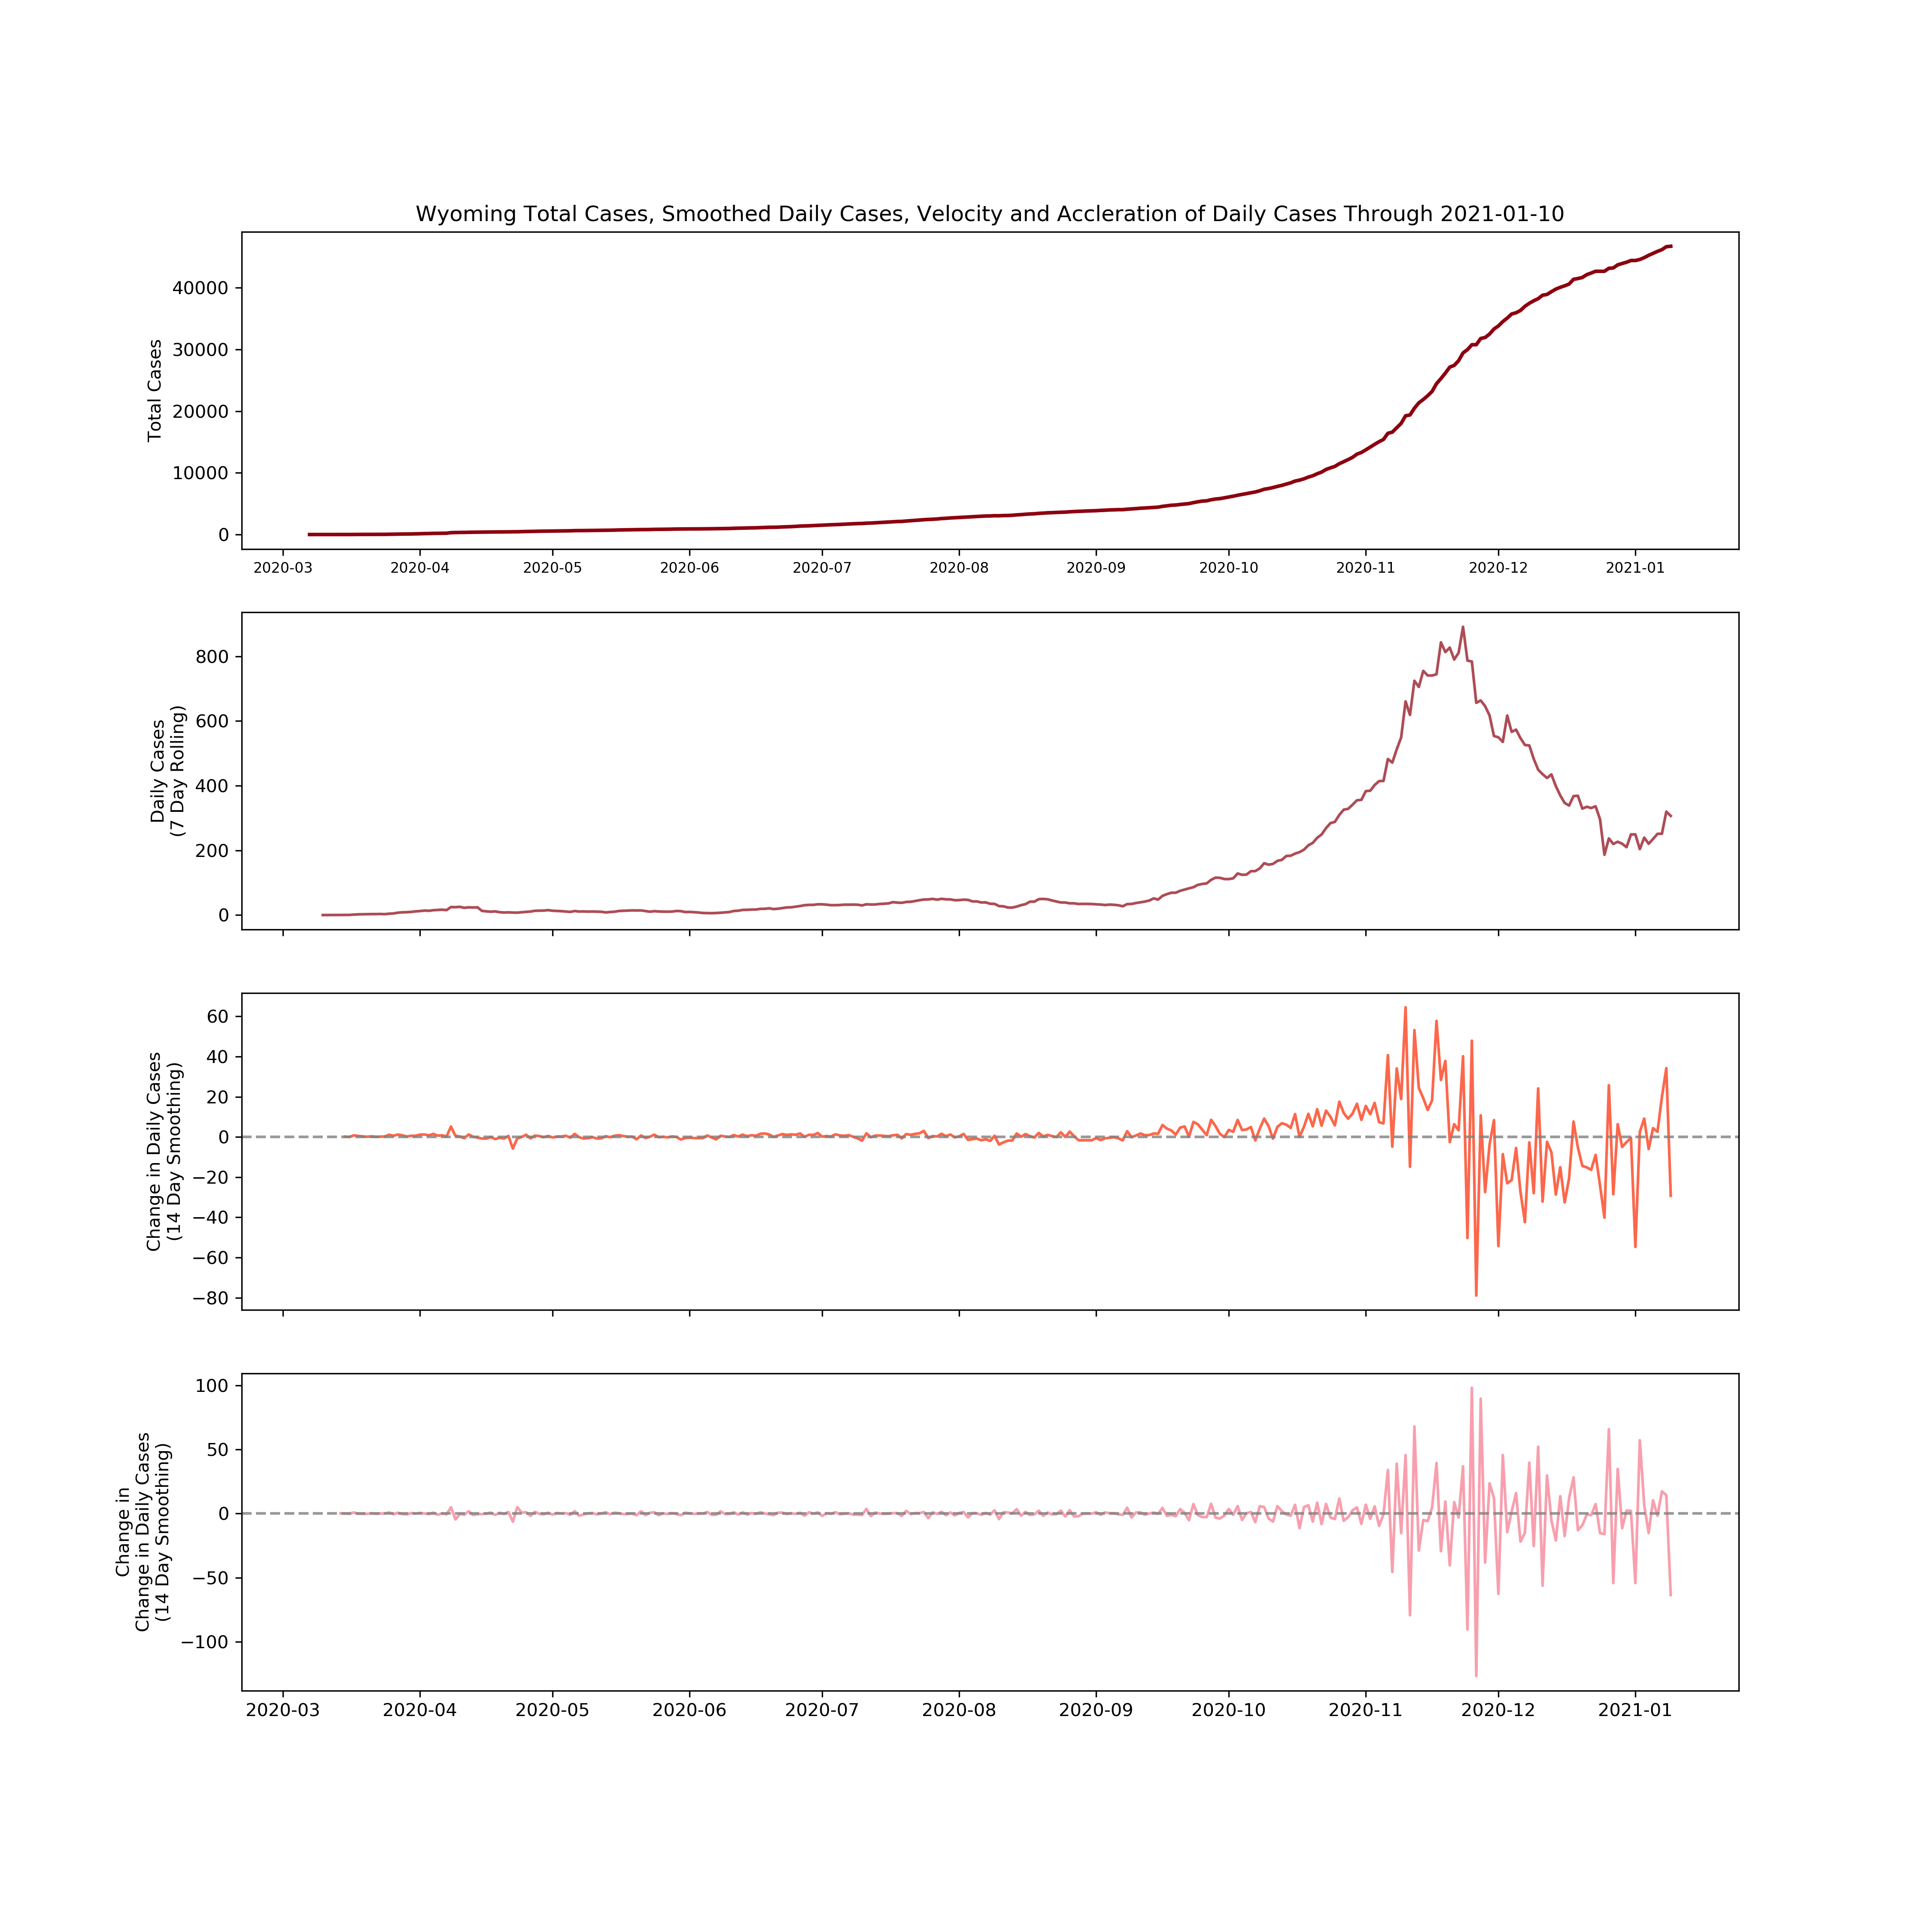 Wyoming Total Cases, Smoothed Daily Cases, Velocity and Accleration of Daily Cases Through 2021-01-10
Total Cases
40000
30000
20000
10000
0
2020-03 2020-04 2020-05 2020-06 2020-07 2020-08 2020-09 2020-10 2020-11 2020-12 2021-01
Daily Cases
(7 Day Rolling)
800
600
400
200
0
Change in Daily Cases
(14 Day Smoothing)
60
40
20
0
−20
−40
−60
−80
Change in
Change in Daily Cases
(14 Day Smoothing)
100
50
0
−50
−100
2020-03 2020-04 2020-05 2020-06 2020-07 2020-08 2020-09 2020-10 2020-11 2020-12 2021-01